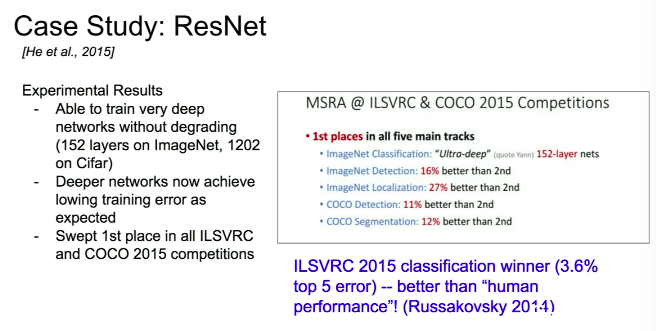 Case Study: ResNet
[He et al., 2015]
Experimental Results
- Able to train very deep
networks without degrading
(152 layers on ImageNet, 1202
on Cifar)
- Deeper networks now achieve
lowing training error as
expected
- Swept 1st place in all ILSVRC
and COCO 2015 competitions
MSRA @ ILSVRC & COCO 2015 Competitions
• 1st places in all five main tracks
• ImageNet Classification: “Ultra-deep” (quote Yann) 152-layer nets
• ImageNet Detection: 16% better than 2nd
• ImageNet Localization: 27% better than 2nd
• COCO Detection: 11% better than 2nd
• COCO Segmentation: 12% better than 2nd
ILSVRC 2015 classification winner (3.6%
top 5 error) -- better than “human
performance”! (Russakovsky 2014)